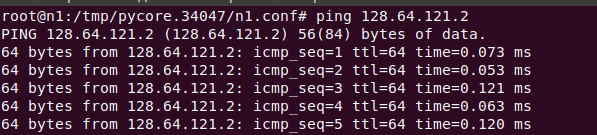 root@n1:/tmp/pycore.34047/n1.conf# ping 128.64.121.2
PING 128.64.121.2 (128.64.121.2) 56(84) bytes of data.
64 bytes from 128.64.121.2: icmp_seq=1 ttl=64 time=0.073 ms
64 bytes from 128.64.121.2: icmp_seq=2 ttl=64 time=0.053 ms
64 bytes from 128.64.121.2: icmp_seq=3 ttl=64 time=0.121 ms
64 bytes from 128.64.121.2: icmp_seq=4 ttl=64 time=0.063 ms
64 bytes from 128.64.121.2: icmp_seq=5 ttl=64 time=0.120 ms